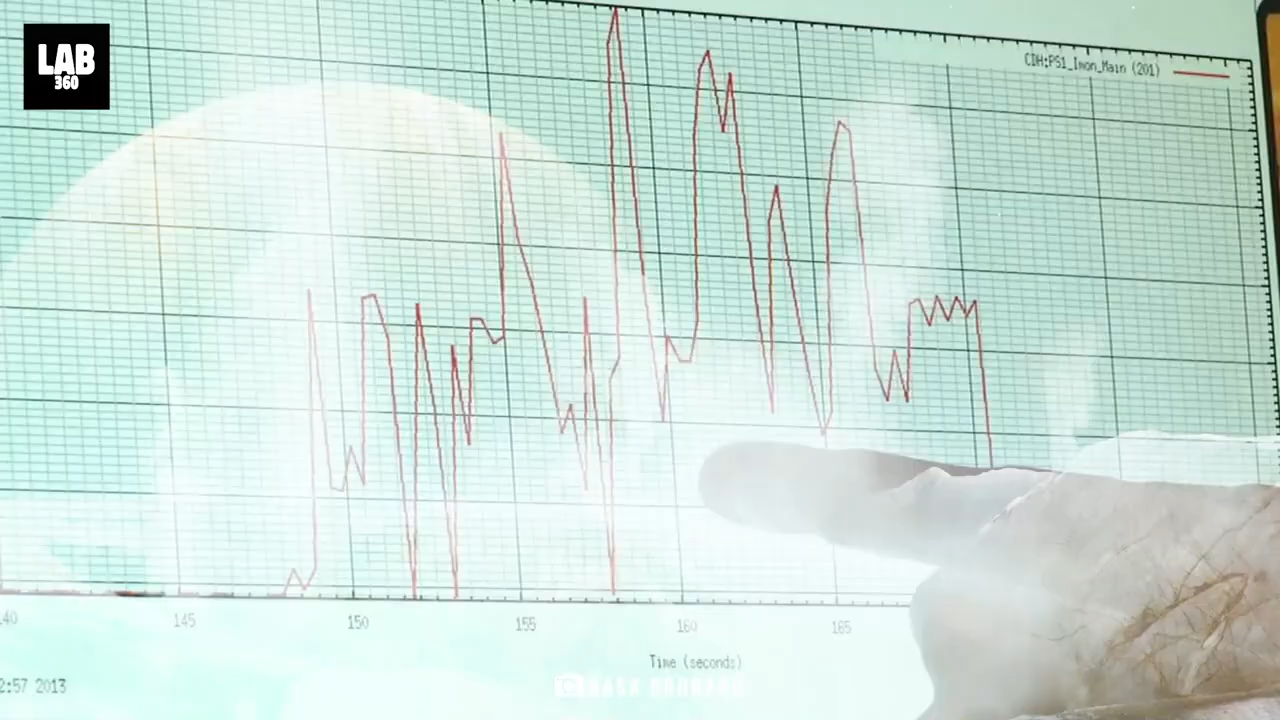 LAB
360
CDH:PS1_Imon_Main (201)
145
150
155
160
165
Time (seconds)
2:57 2013